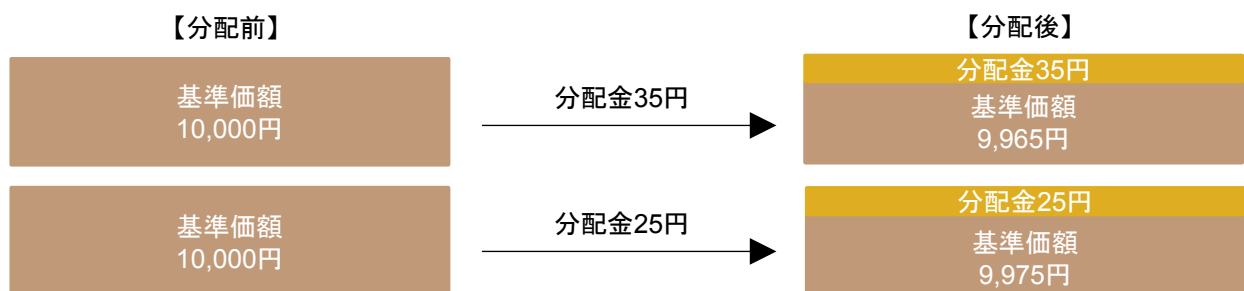 【分配前】
【分配後】
基準価額
10,000円
分配金35円
分配金35円
基準価額
9,965円
基準価額
10,000円
分配金25円
分配金25円
基準価額
9,975円